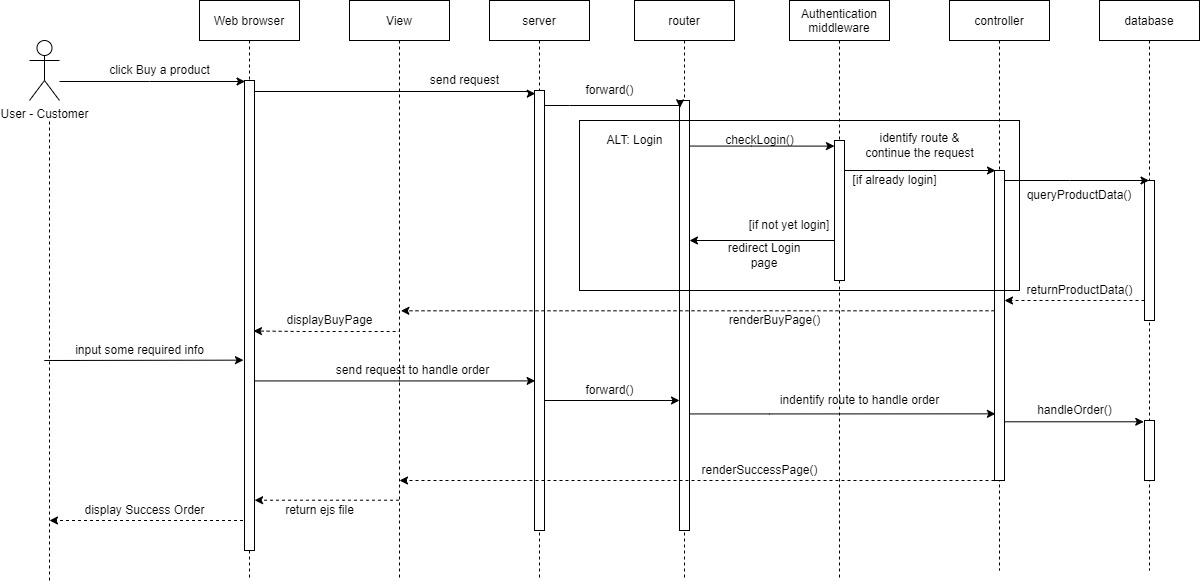 Web browser
View
server
router
Authentication
middleware
controller
database
click Buy a product
send request
forward()
User - Customer
ALT: Login
checkLogin()
identify route &
continue the request
[if already login]
queryProductData()
[if not yet login]
redirect Login
page
returnProductData()
displayBuyPage
renderBuyPage()
input some required info
send request to handle order
forward()
indentify route to handle order
handleOrder()
renderSuccessPage()
display Success Order
return ejs file